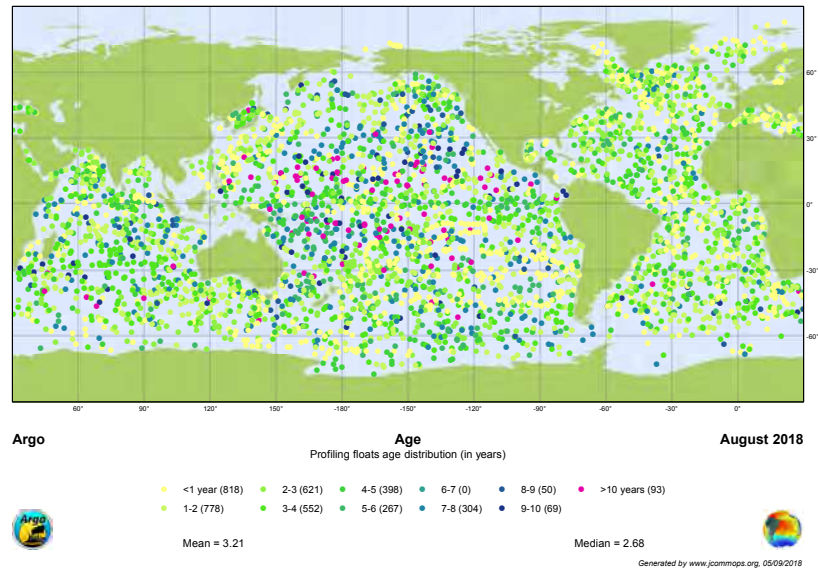 60°
30°
0°
-30°
-60°
60° 90° 120° 150° -180° -150° -120° -90° -60° -30° 0°
Argo Age August 2018
Profiling floats age distribution (in years)
<1 year (818) 2-3 (621) 4-5 (398) 6-7 (0) 8-9 (50) >10 years (93)
1-2 (778) 3-4 (552) 5-6 (267) 7-8 (304) 9-10 (69)
Argo
Mean = 3.21 Median = 2.68
Generated by www.jcommops.org, 05/09/2018